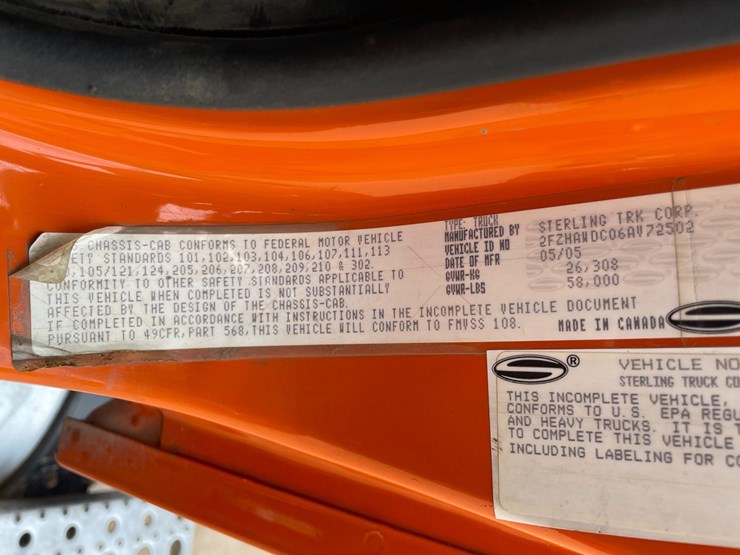 CHASSIS-CAB CONFORMS TO FEDERAL MOTOR VEHICLE
ETY STANDARDS 101,102,103,104,106,107,111,113
,105/121,124,205,206,207,208,209,210 & 302.
CONFORMITY TO OTHER SAFETY STANDARDS APPLICABLE TO
THIS VEHICLE WHEN COMPLETED IS NOT SUBSTANTIALLY
AFFECTED BY THE DESIGN OF THE CHASSIS-CAB.
IF COMPLETED IN ACCORDANCE WITH INSTRUCTIONS IN THE INCOMPLETE VEHICLE DOCUMENT
PURSUANT TO 49CFR,PART 568,THIS VEHICLE WILL CONFORM TO FMVSS 108.
TYPE: TRUCK
MANUFACTURED BY STERLING TRK CORP.
VEHICLE ID NO 2FZHAWDC06AV72502
DATE OF MFR 05/05
GVWR-KG 26,308
GVWR-LBS 58,000
MADE IN CANADA
® VEHICLE NO
STERLING TRUCK CO
THIS INCOMPLETE VEHICLE,
CONFORMS TO U.S. EPA REGU
AND HEAVY TRUCKS. IT IS T
TO COMPLETE THIS VEHICLE
INCLUDING LABELING FOR CO